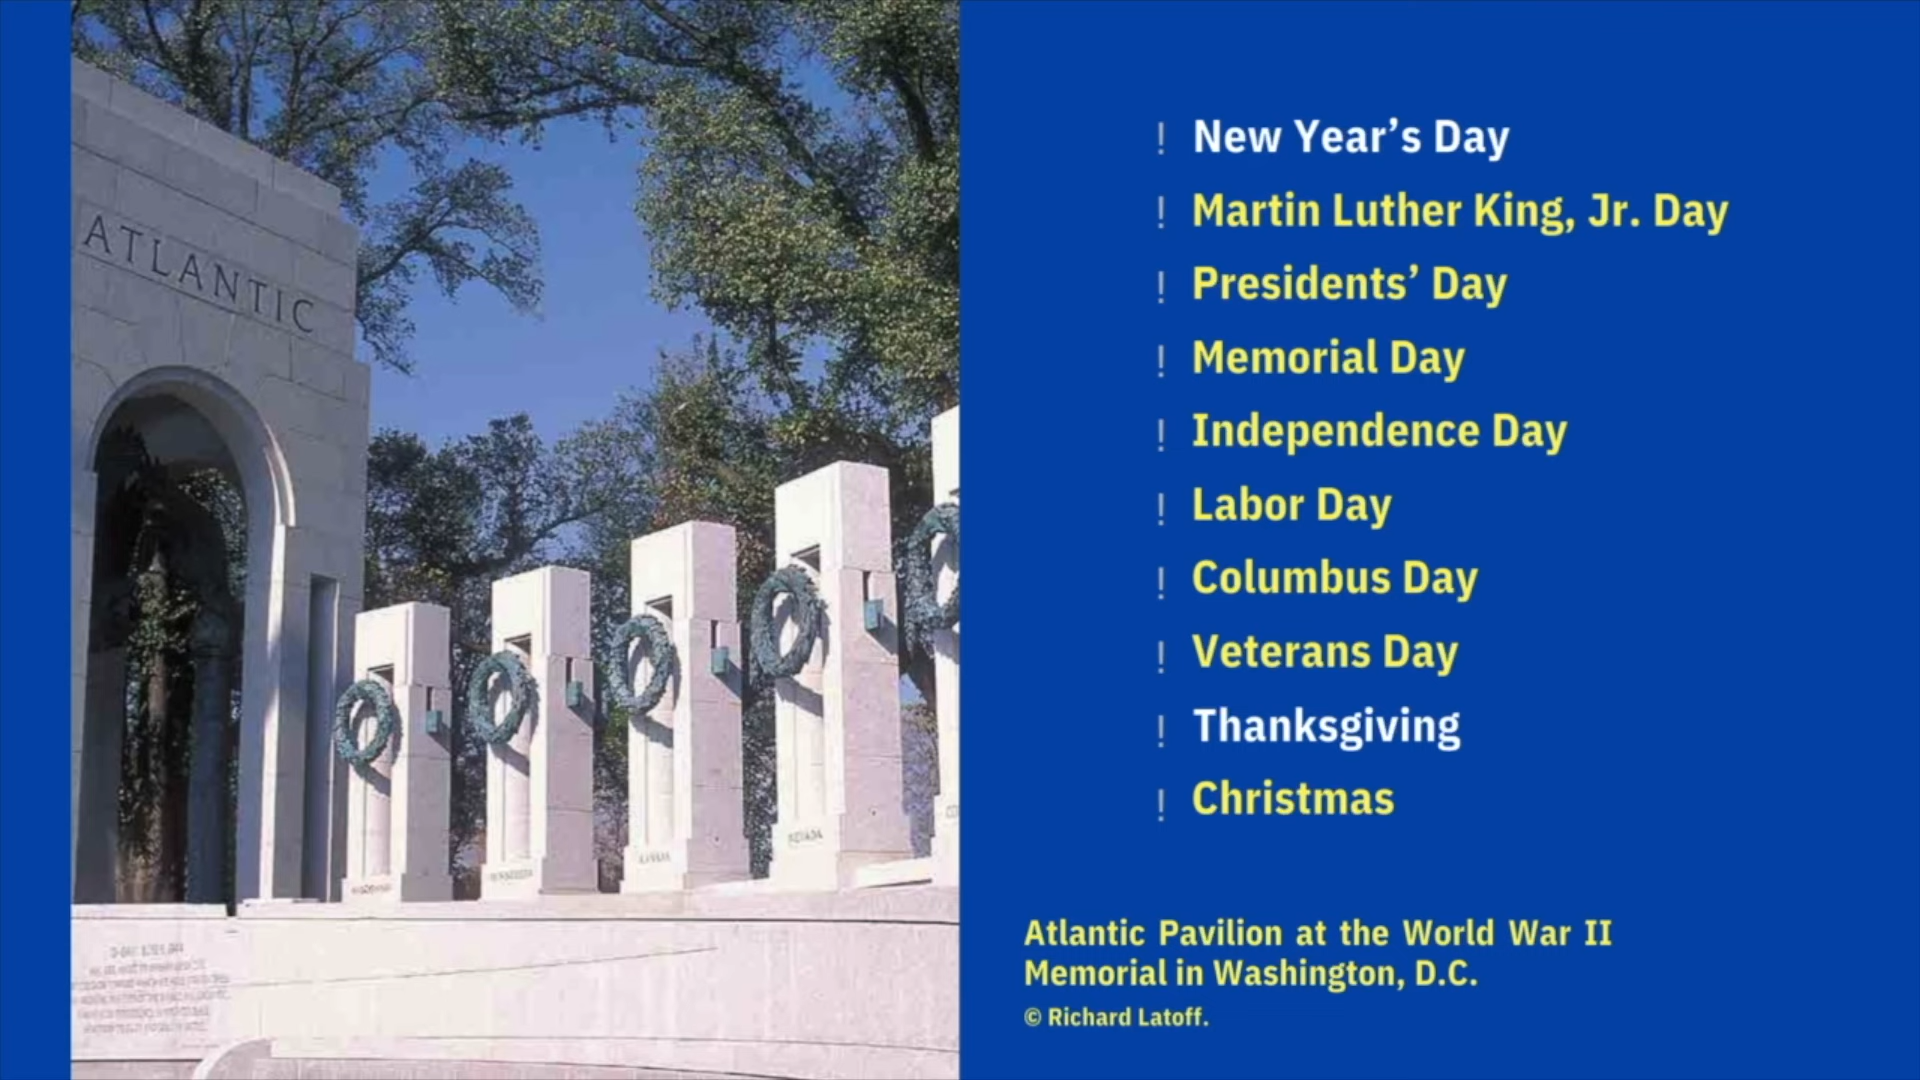 ATLANTIC
! New Year's Day
! Martin Luther King, Jr. Day
! Presidents' Day
! Memorial Day
! Independence Day
! Labor Day
! Columbus Day
! Veterans Day
! Thanksgiving
! Christmas
NEVADA
Atlantic Pavilion at the World War II
Memorial in Washington, D.C.
© Richard Latoff.